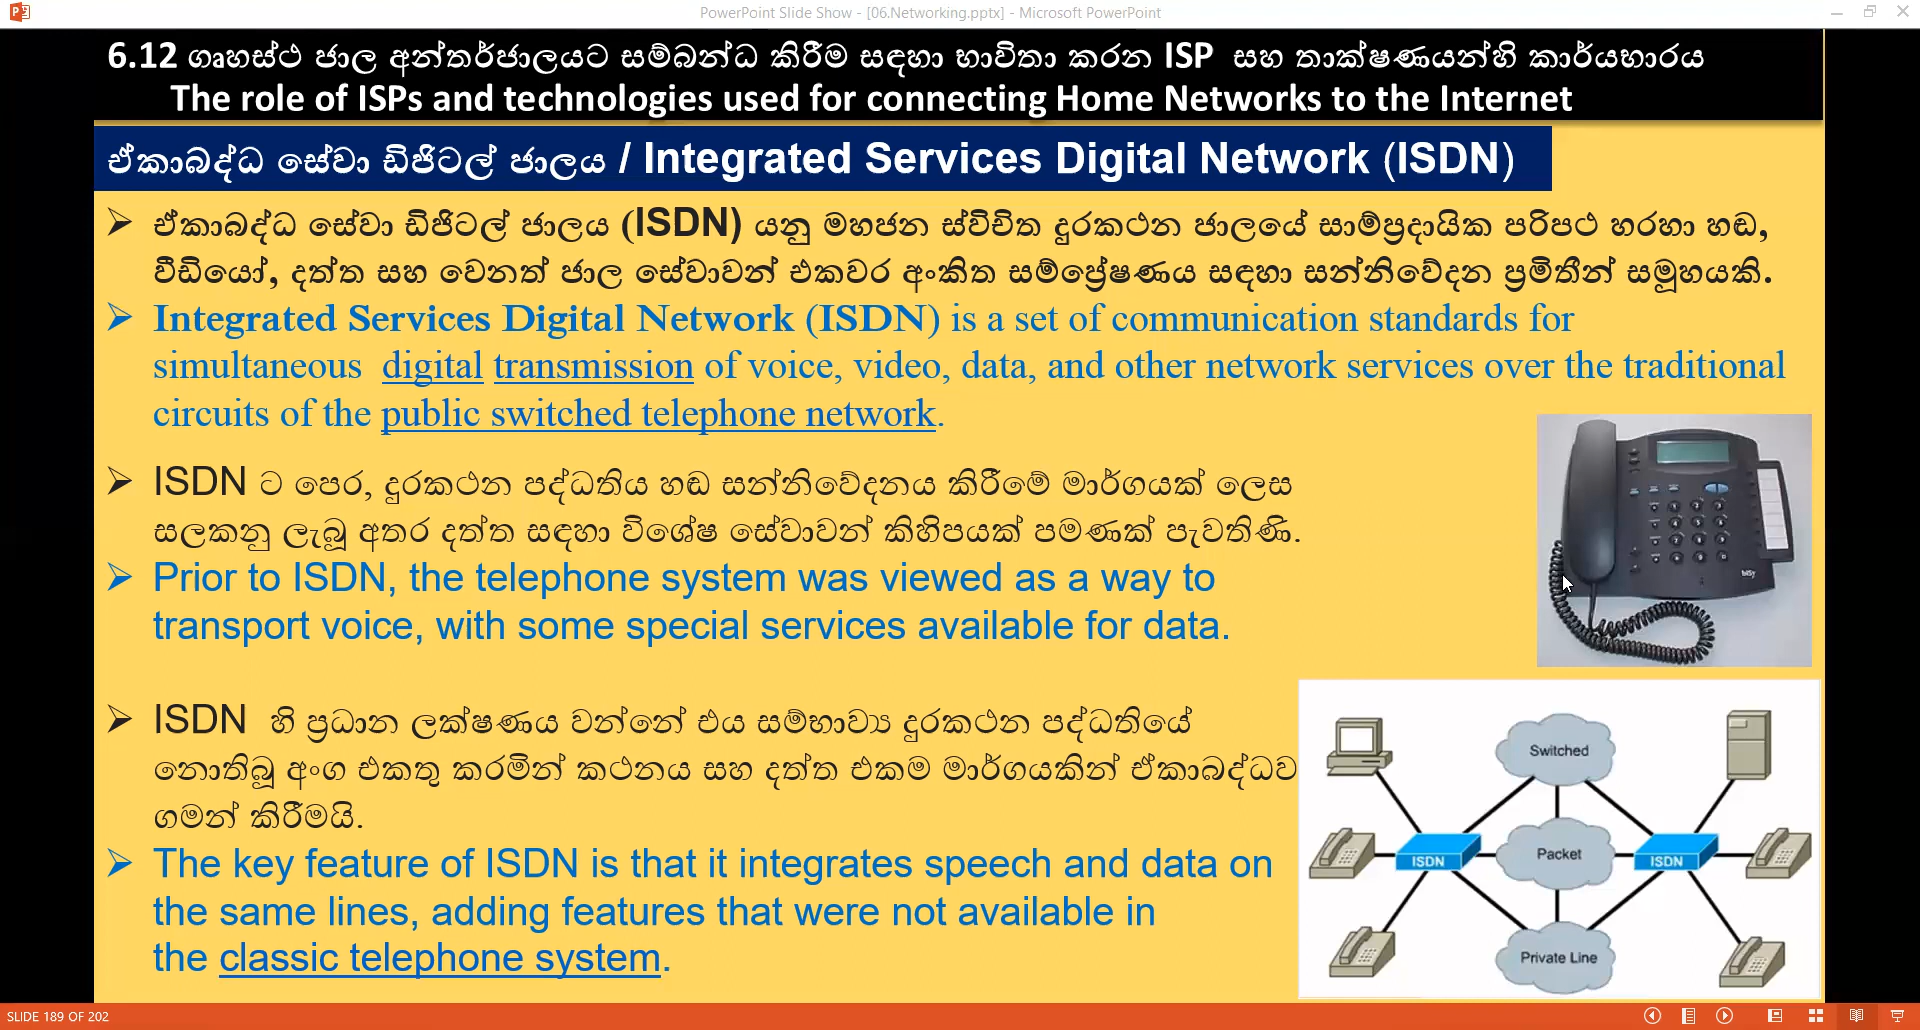 PowerPoint Slide Show - [06.Networking.pptx] - Microsoft PowerPoint
6.12 ගෘහස්ථ ජාල අන්තර්ජාලයට සම්බන්ධ කිරීම සඳහා භාවිතා කරන ISP සහ තාක්ෂණයන්හි කාර්යභාරය
The role of ISPs and technologies used for connecting Home Networks to the Internet
ඒකාබද්ධ සේවා ඩිජිටල් ජාලය / Integrated Services Digital Network (ISDN)
ඒකාබද්ධ සේවා ඩිජිටල් ජාලය (ISDN) යනු මහජන ස්විචිත දුරකථන ජාලයේ සාම්ප්‍රදායික පරිපථ හරහා හඬ,
වීඩියෝ, දත්ත සහ වෙනත් ජාල සේවාවන් එකවර අංකිත සම්ප්‍රේෂණය සඳහා සන්නිවේදන ප්‍රමිතීන් සමූහයකි.
Integrated Services Digital Network (ISDN) is a set of communication standards for
simultaneous digital transmission of voice, video, data, and other network services over the traditional
circuits of the public switched telephone network.
ISDN ට පෙර, දුරකථන පද්ධතිය හඬ සන්නිවේදනය කිරීමේ මාර්ගයක් ලෙස
සලකනු ලැබූ අතර දත්ත සඳහා විශේෂ සේවාවන් කිහිපයක් පමණක් පැවතිණි.
Prior to ISDN, the telephone system was viewed as a way to
transport voice, with some special services available for data.
ISDN හි ප්‍රධාන ලක්ෂණය වන්නේ එය සම්භාව්‍ය දුරකථන පද්ධතියේ
නොතිබූ අංග එකතු කරමින් කථනය සහ දත්ත එකම මාර්ගයකින් ඒකාබද්ධව
ගමන් කිරීමයි.
The key feature of ISDN is that it integrates speech and data on
the same lines, adding features that were not available in
the classic telephone system.
Switched
ISDN
Packet
ISDN
Private Line
SLIDE 189 OF 202